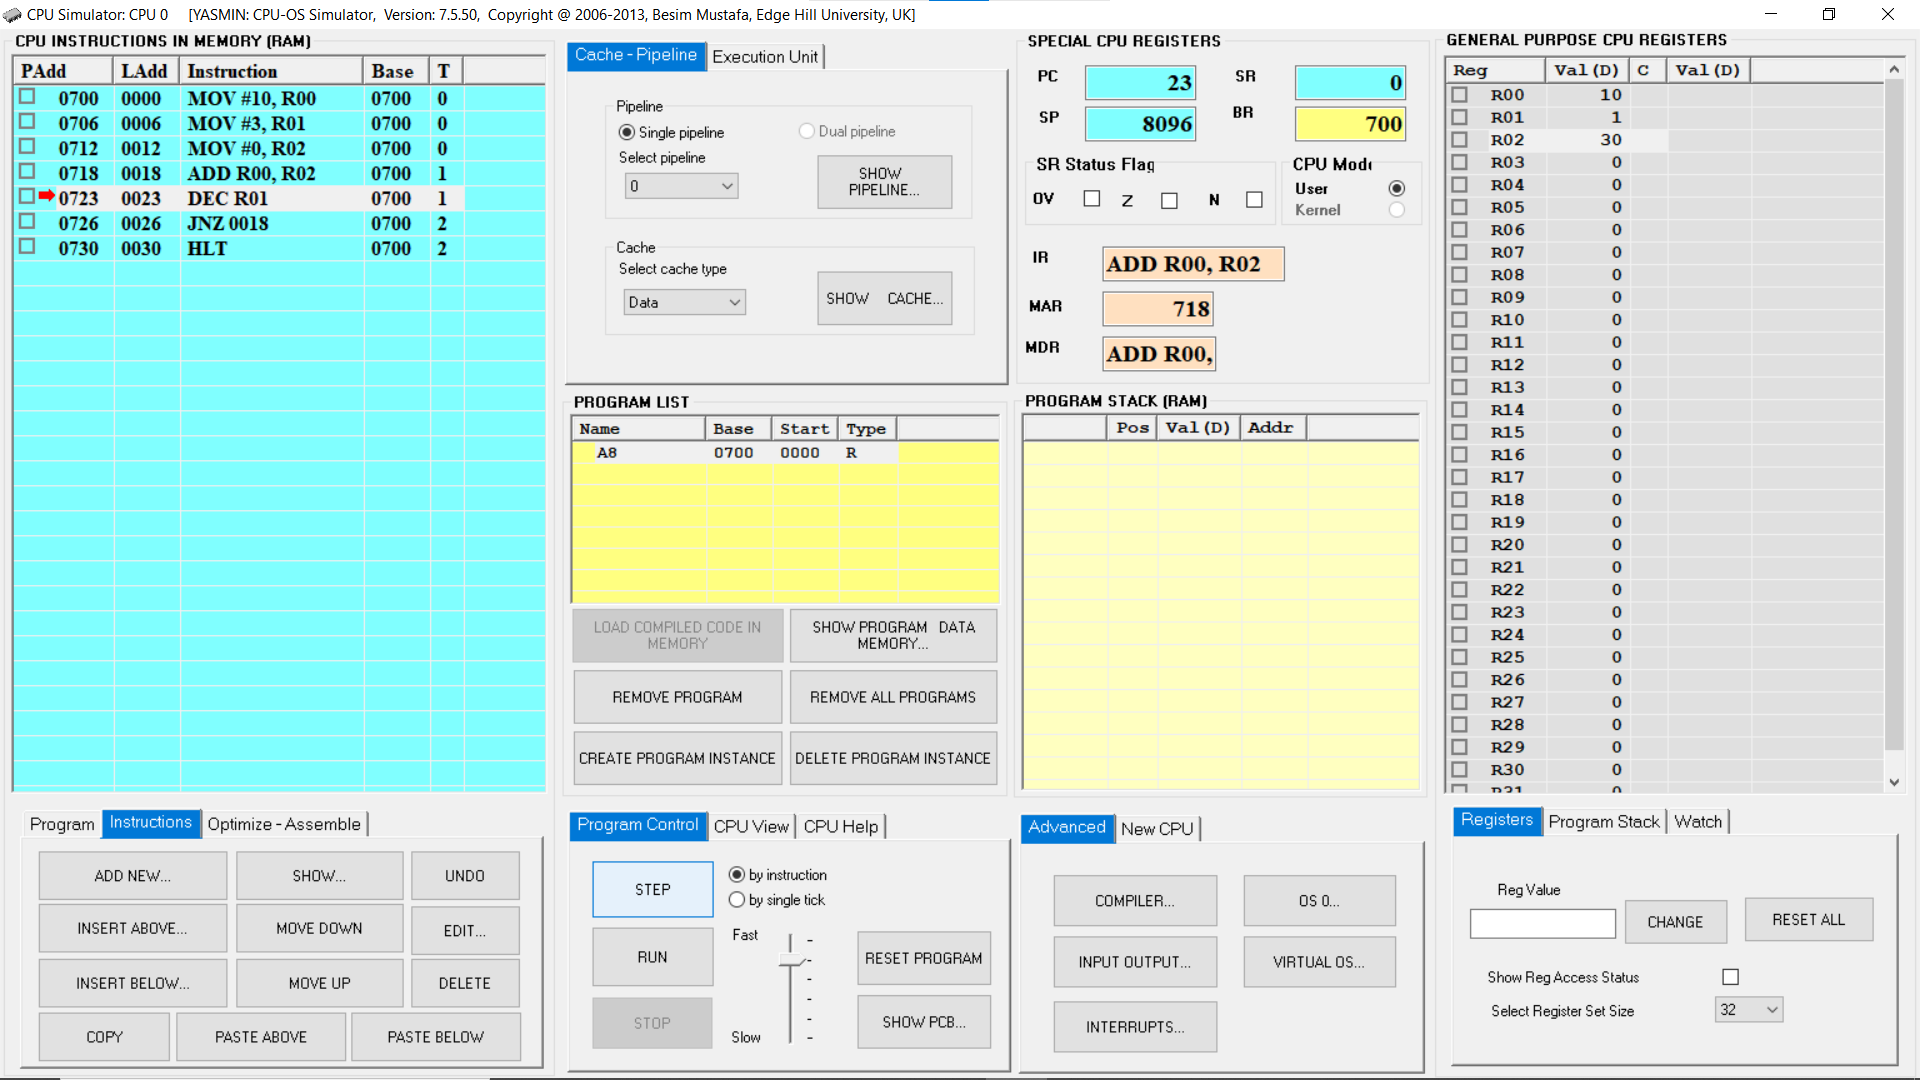 CPU Simulator: CPU 0 [YASMIN: CPU-OS Simulator, Version: 7.5.50, Copyright @ 2006-2013, Besim Mustafa, Edge Hill University, UK]
CPU INSTRUCTIONS IN MEMORY (RAM)
PAdd LAdd Instruction Base T
0700 0000 MOV #10, R00 0700 0
0706 0006 MOV #3, R01 0700 0
0712 0012 MOV #0, R02 0700 0
0718 0018 ADD R00, R02 0700 1
0723 0023 DEC R01 0700 1
0726 0026 JNZ 0018 0700 2
0730 0030 HLT 0700 2
Program Instructions Optimize - Assemble
ADD NEW... SHOW... UNDO
INSERT ABOVE... MOVE DOWN EDIT...
INSERT BELOW... MOVE UP DELETE
COPY PASTE ABOVE PASTE BELOW
Cache - Pipeline Execution Unit
Pipeline
Single pipeline Dual pipeline
Select pipeline
0
SHOW
PIPELINE...
Cache
Select cache type
Data
SHOW CACHE...
PROGRAM LIST
Name Base Start Type
A8 0700 0000 R
LOAD COMPILED CODE IN
MEMORY
SHOW PROGRAM DATA
MEMORY...
REMOVE PROGRAM REMOVE ALL PROGRAMS
CREATE PROGRAM INSTANCE DELETE PROGRAM INSTANCE
Program Control CPU View CPU Help
STEP
by instruction
by single tick
RUN
STOP
Fast
Slow
RESET PROGRAM
SHOW PCB...
SPECIAL CPU REGISTERS
PC 23 SR 0
SP 8096 BR 700
SR Status Flag
OV Z N
CPU Mode
User
Kernel
IR ADD R00, R02
MAR 718
MDR ADD R00,
PROGRAM STACK (RAM)
Pos Val(D) Addr
Advanced New CPU
COMPILER... OS 0...
INPUT OUTPUT... VIRTUAL OS...
INTERRUPTS...
GENERAL PURPOSE CPU REGISTERS
Reg Val(D) C Val(D)
R00 10
R01 1
R02 30
R03 0
R04 0
R05 0
R06 0
R07 0
R08 0
R09 0
R10 0
R11 0
R12 0
R13 0
R14 0
R15 0
R16 0
R17 0
R18 0
R19 0
R20 0
R21 0
R22 0
R23 0
R24 0
R25 0
R26 0
R27 0
R28 0
R29 0
R30 0
R31 0
Registers Program Stack Watch
Reg Value
CHANGE RESET ALL
Show Reg Access Status
Select Register Set Size 32